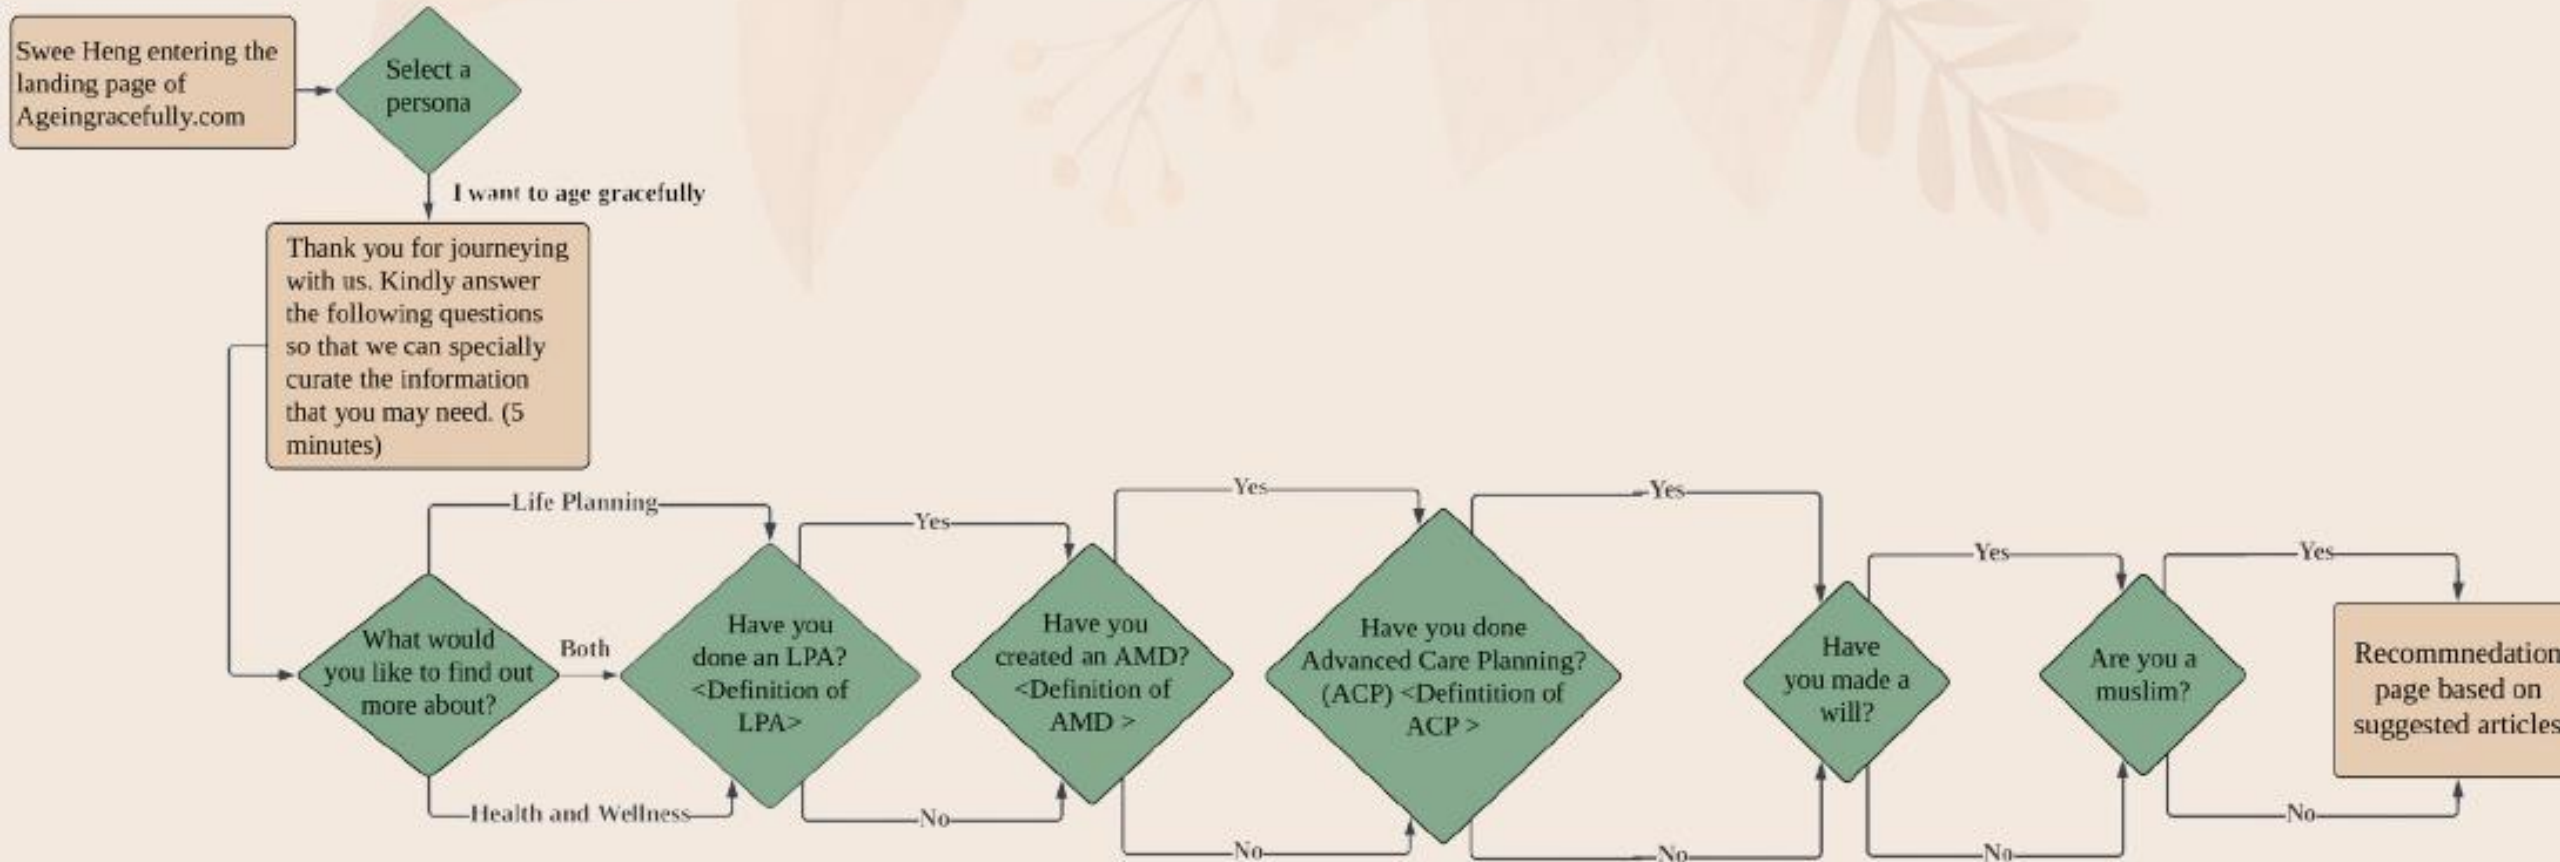 Swee Heng entering the
landing page of
Ageingracefully.com
Select a
persona
I want to age gracefully
Thank you for journeying
with us. Kindly answer
the following questions
so that we can specially
curate the information
that you may need. (5
minutes)
What would
you like to find out
more about?
Life Planning
Both
Health and Wellness
Have you
done an LPA?
<Definition of
LPA>
Yes
No
Have you
created an AMD?
<Definition of
AMD >
Yes
No
Have you done
Advanced Care Planning?
(ACP) <Defintition of
ACP >
Yes
No
Have
you made a
will?
Yes
No
Are you a
muslim?
Yes
No
Recommnedation
page based on
suggested articles